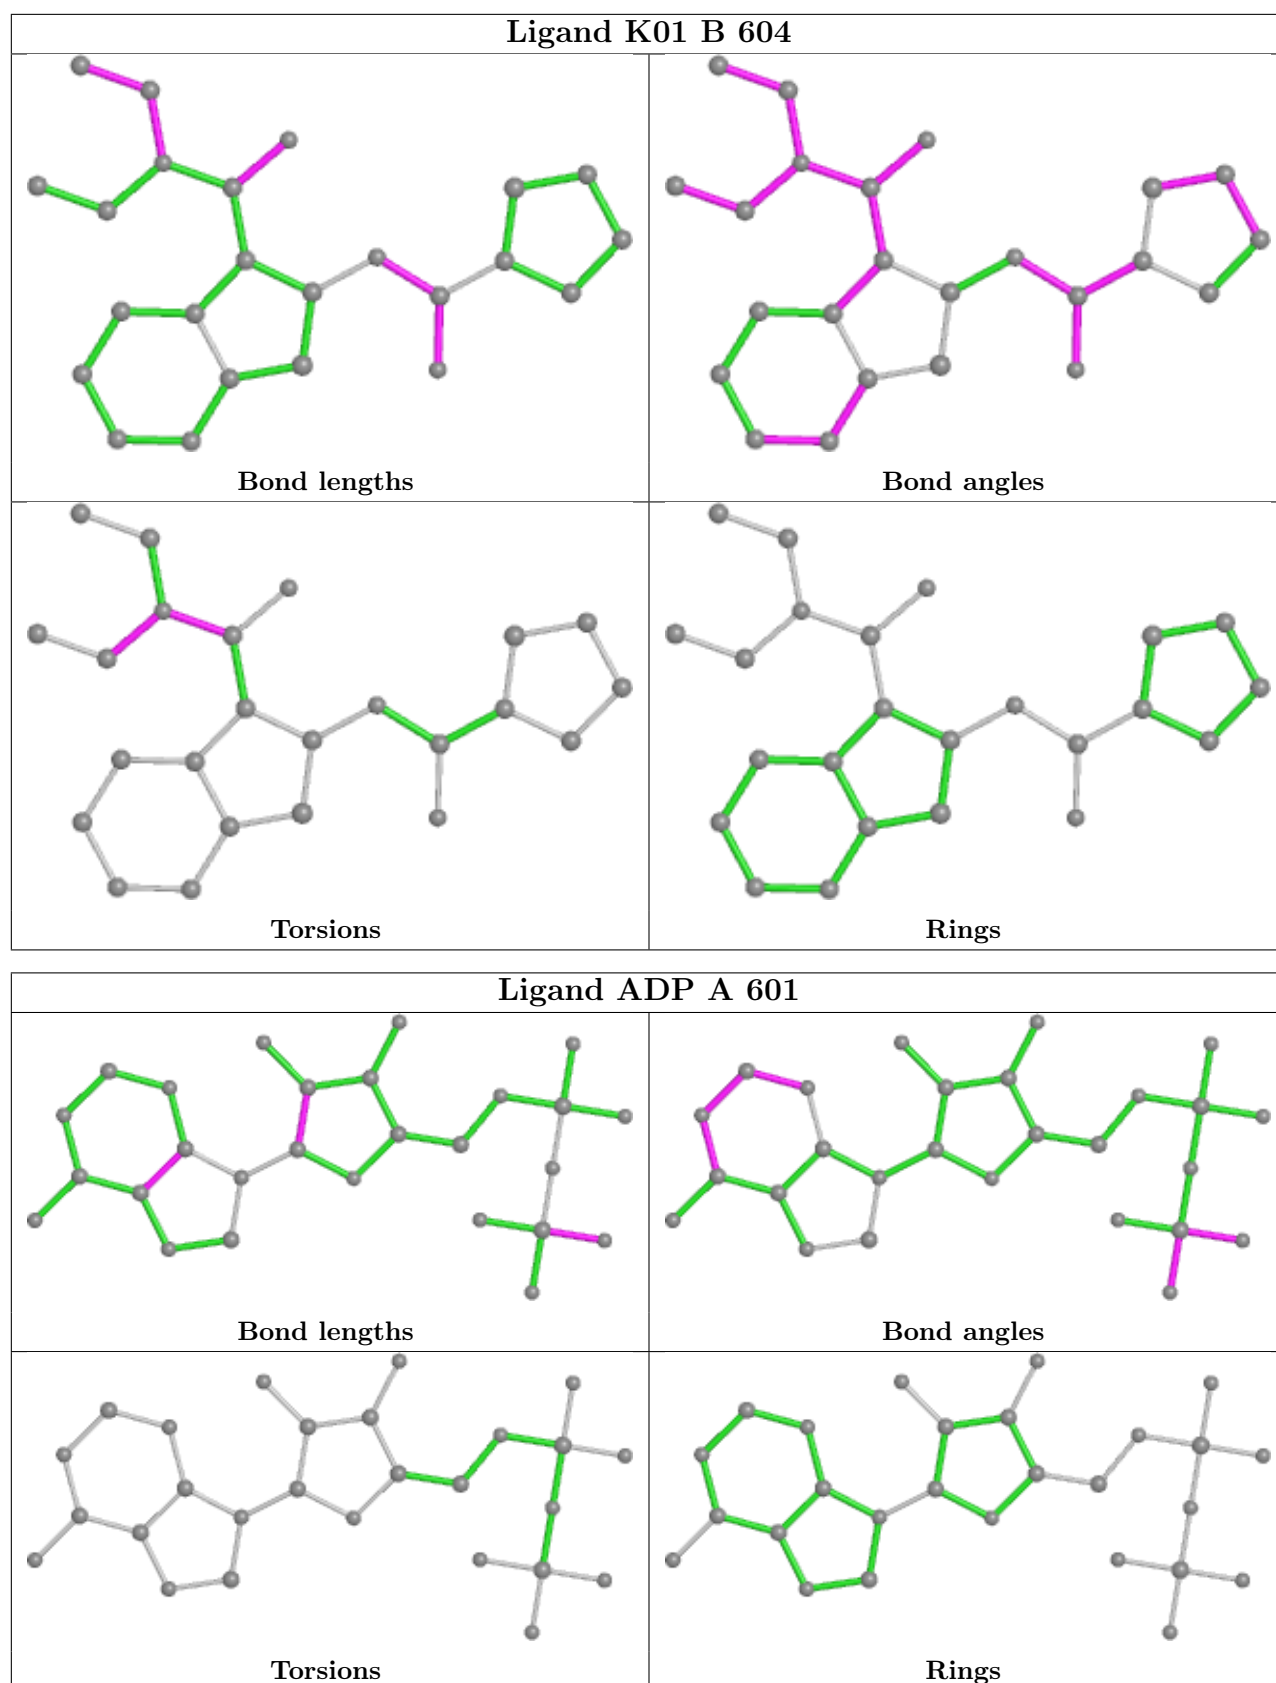 Ligand K01 B 604
Bond lengths
Bond angles
Torsions
Rings
Ligand ADP A 601
Bond lengths
Bond angles
Torsions
Rings